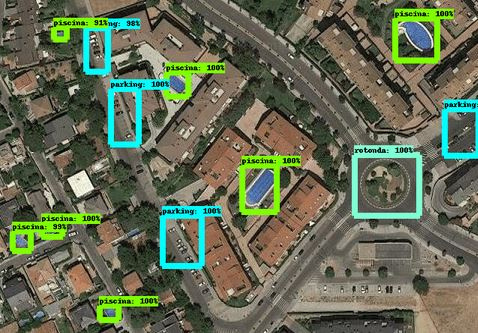 piscina: 100%
piscina: 91%
ng: 98%
piscina: 100%
parking: 100%
parking:
rotonda: 100%
piscina: 100%
parking: 100%
piscina: 100%
piscina: 99%
piscina: 100%